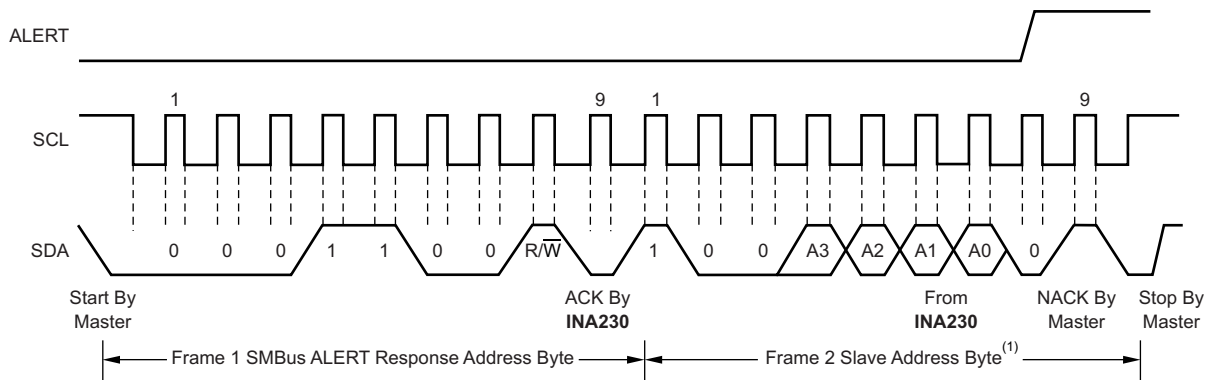 ALERT
1 9 1 9
SCL
SDA
0 0 0 1 1 0 0 R/W 1 0 0 A3 A2 A1 A0 0
Start By
Master
ACK By
INA230
From
INA230
NACK By
Master
Stop By
Master
Frame 1 SMBus ALERT Response Address Byte
Frame 2 Slave Address Byte(1)